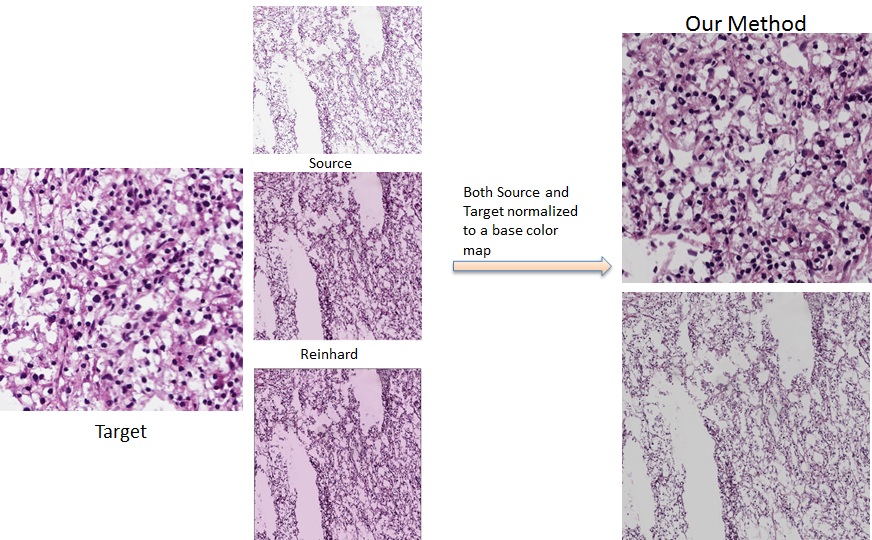 Our Method
Source
Both Source and
Target normalized
to a base color
map
Reinhard
Target